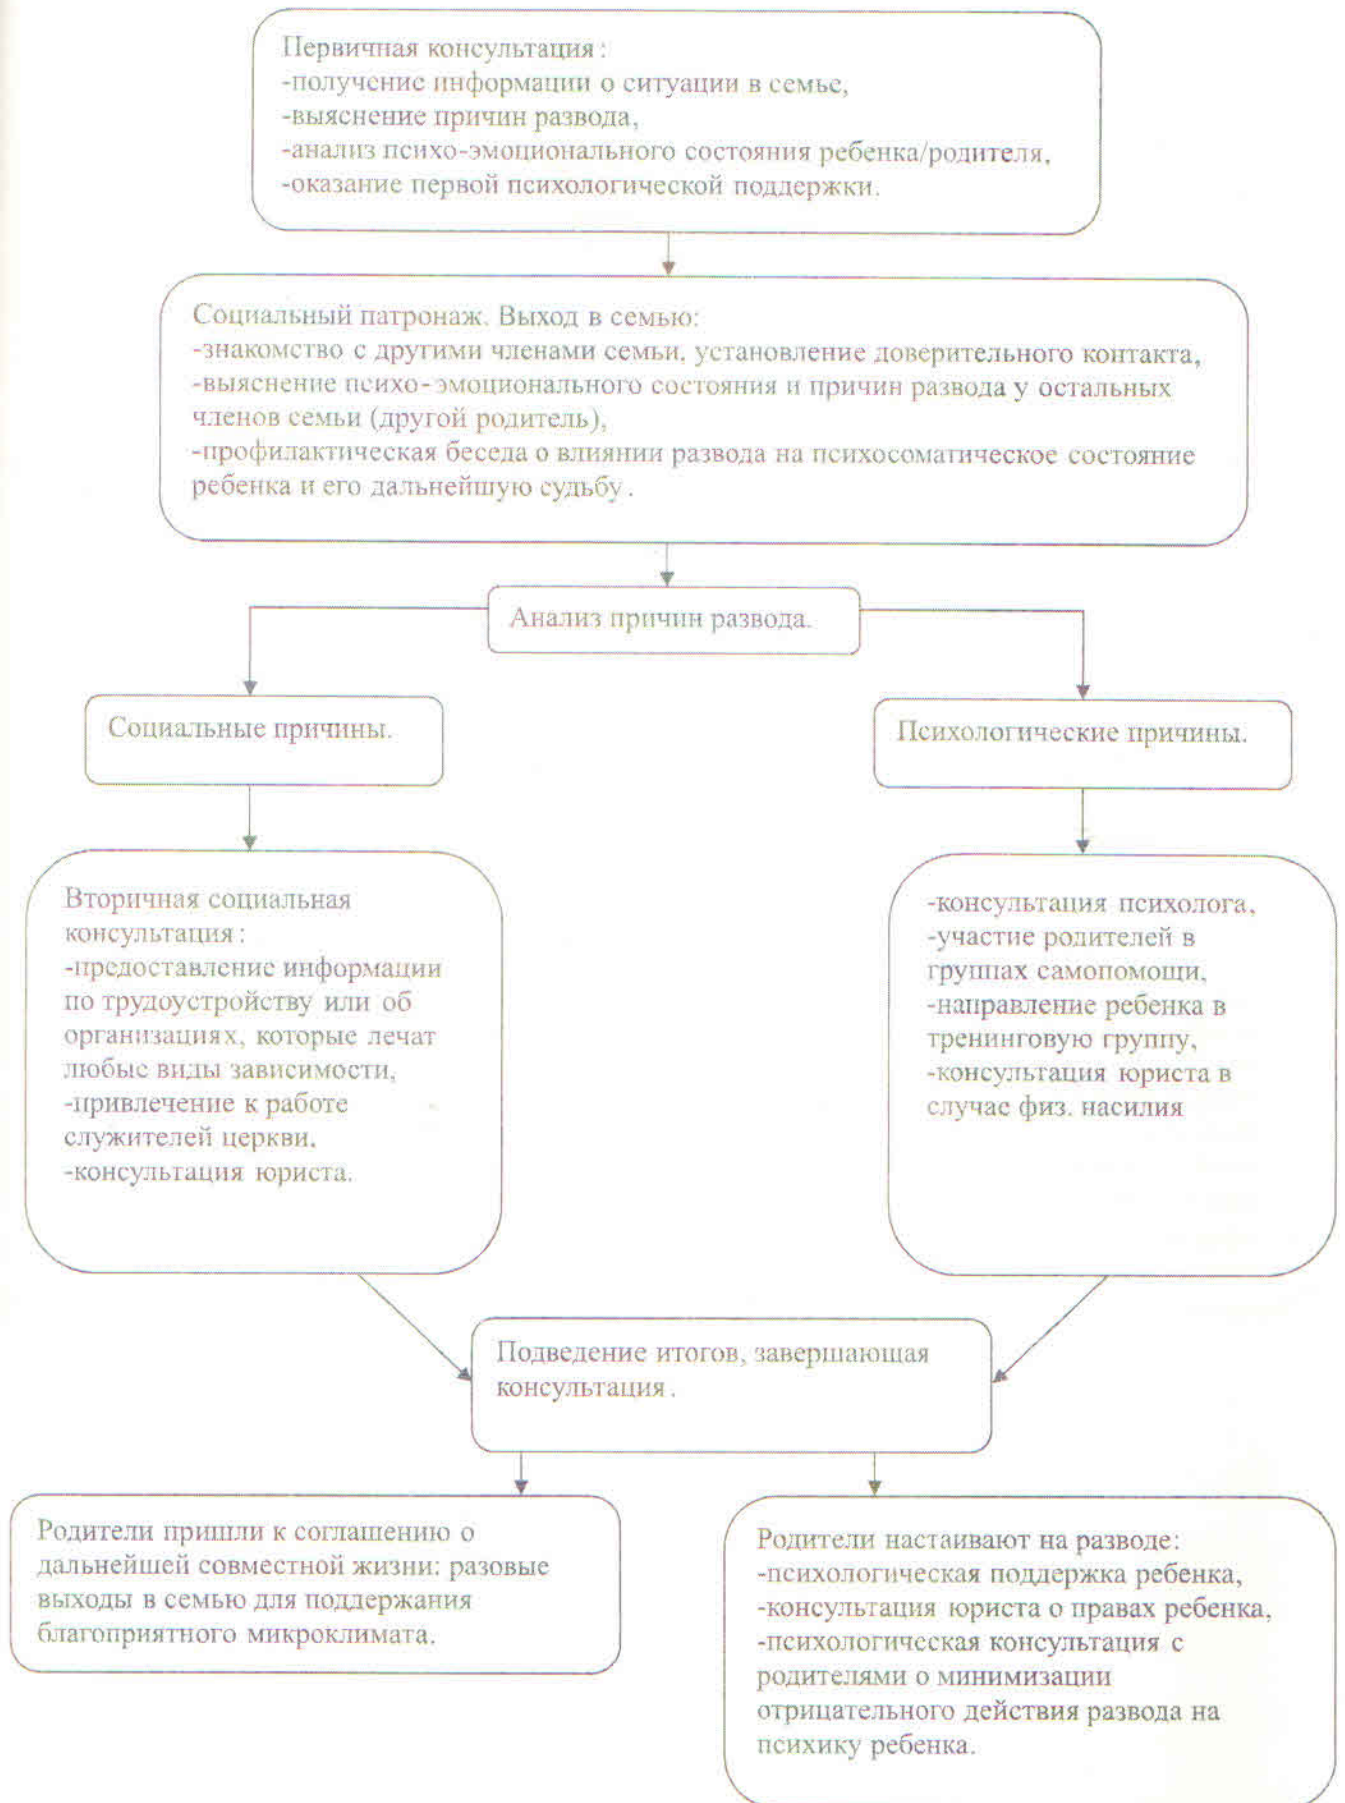 Первичная консультация:
-получение информации о ситуации в семье,
-выяснение причин развода,
-анализ психо-эмоционального состояния ребенка/родителя,
-оказание первой психологической поддержки.
Социальный патронаж. Выход в семью:
-знакомство с другими членами семьи, установление доверительного контакта,
-выяснение психо-эмоционального состояния и причин развода у остальных
членов семьи (другой родитель),
-профилактическая беседа о влиянии развода на психосоматическое состояние
ребенка и его дальнейшую судьбу.
Анализ причин развода.
Социальные причины.
Психологические причины.
Вторичная социальная
консультация:
-предоставление информации
по трудоустройству или об
организациях, которые лечат
любые виды зависимости,
-привлечение к работе
служителей церкви,
-консультация юриста.
-консультация психолога,
-участие родителей в
группах самопомощи,
-направление ребенка в
тренинговую группу,
-консультация юриста в
случае физ. насилия
Подведение итогов, завершающая
консультация.
Родители пришли к соглашению о
дальнейшей совместной жизни: разовые
выходы в семью для поддержания
благоприятного микроклимата.
Родители настаивают на разводе:
-психологическая поддержка ребенка,
-консультация юриста о правах ребенка,
-психологическая консультация с
родителями о минимизации
отрицательного действия развода на
психику ребенка.